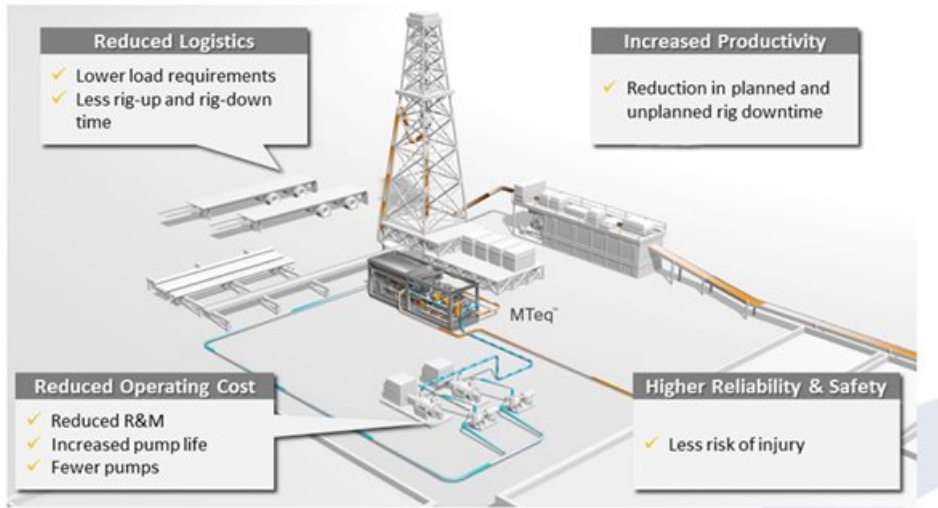 Reduced Logistics
✓ Lower load requirements
✓ Less rig-up and rig-down
time
Increased Productivity
✓ Reduction in planned and
unplanned rig downtime
MTeq™
Reduced Operating Cost
✓ Reduced R&M
✓ Increased pump life
✓ Fewer pumps
Higher Reliability & Safety
✓ Less risk of injury